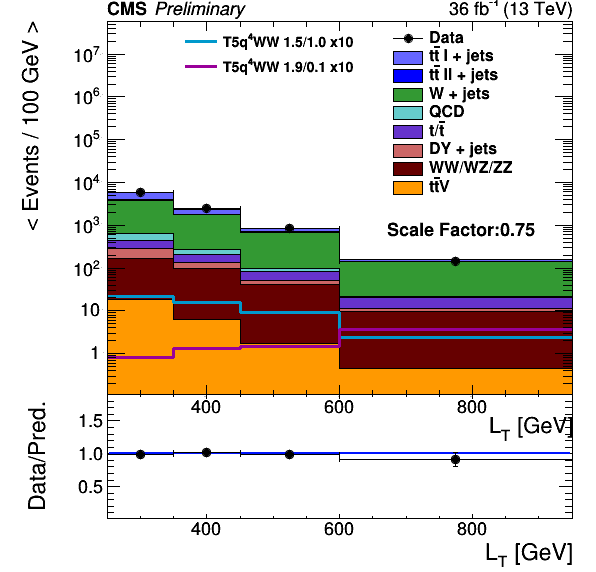 CMS Preliminary 36 fb⁻¹ (13 TeV)
< Events / 100 GeV >
T5q⁴WW 1.5/1.0 x10
T5q⁴WW 1.9/0.1 x10
Data
tt̄ l + jets
tt̄ ll + jets
W + jets
QCD
t/t̄
DY + jets
WW/WZ/ZZ
tt̄V
Scale Factor:0.75
10⁷
10⁶
10⁵
10⁴
10³
10²
10
1
400 600 800
L_T [GeV]
Data/Pred.
1.5
1.0
0.5
400 600 800
L_T [GeV]